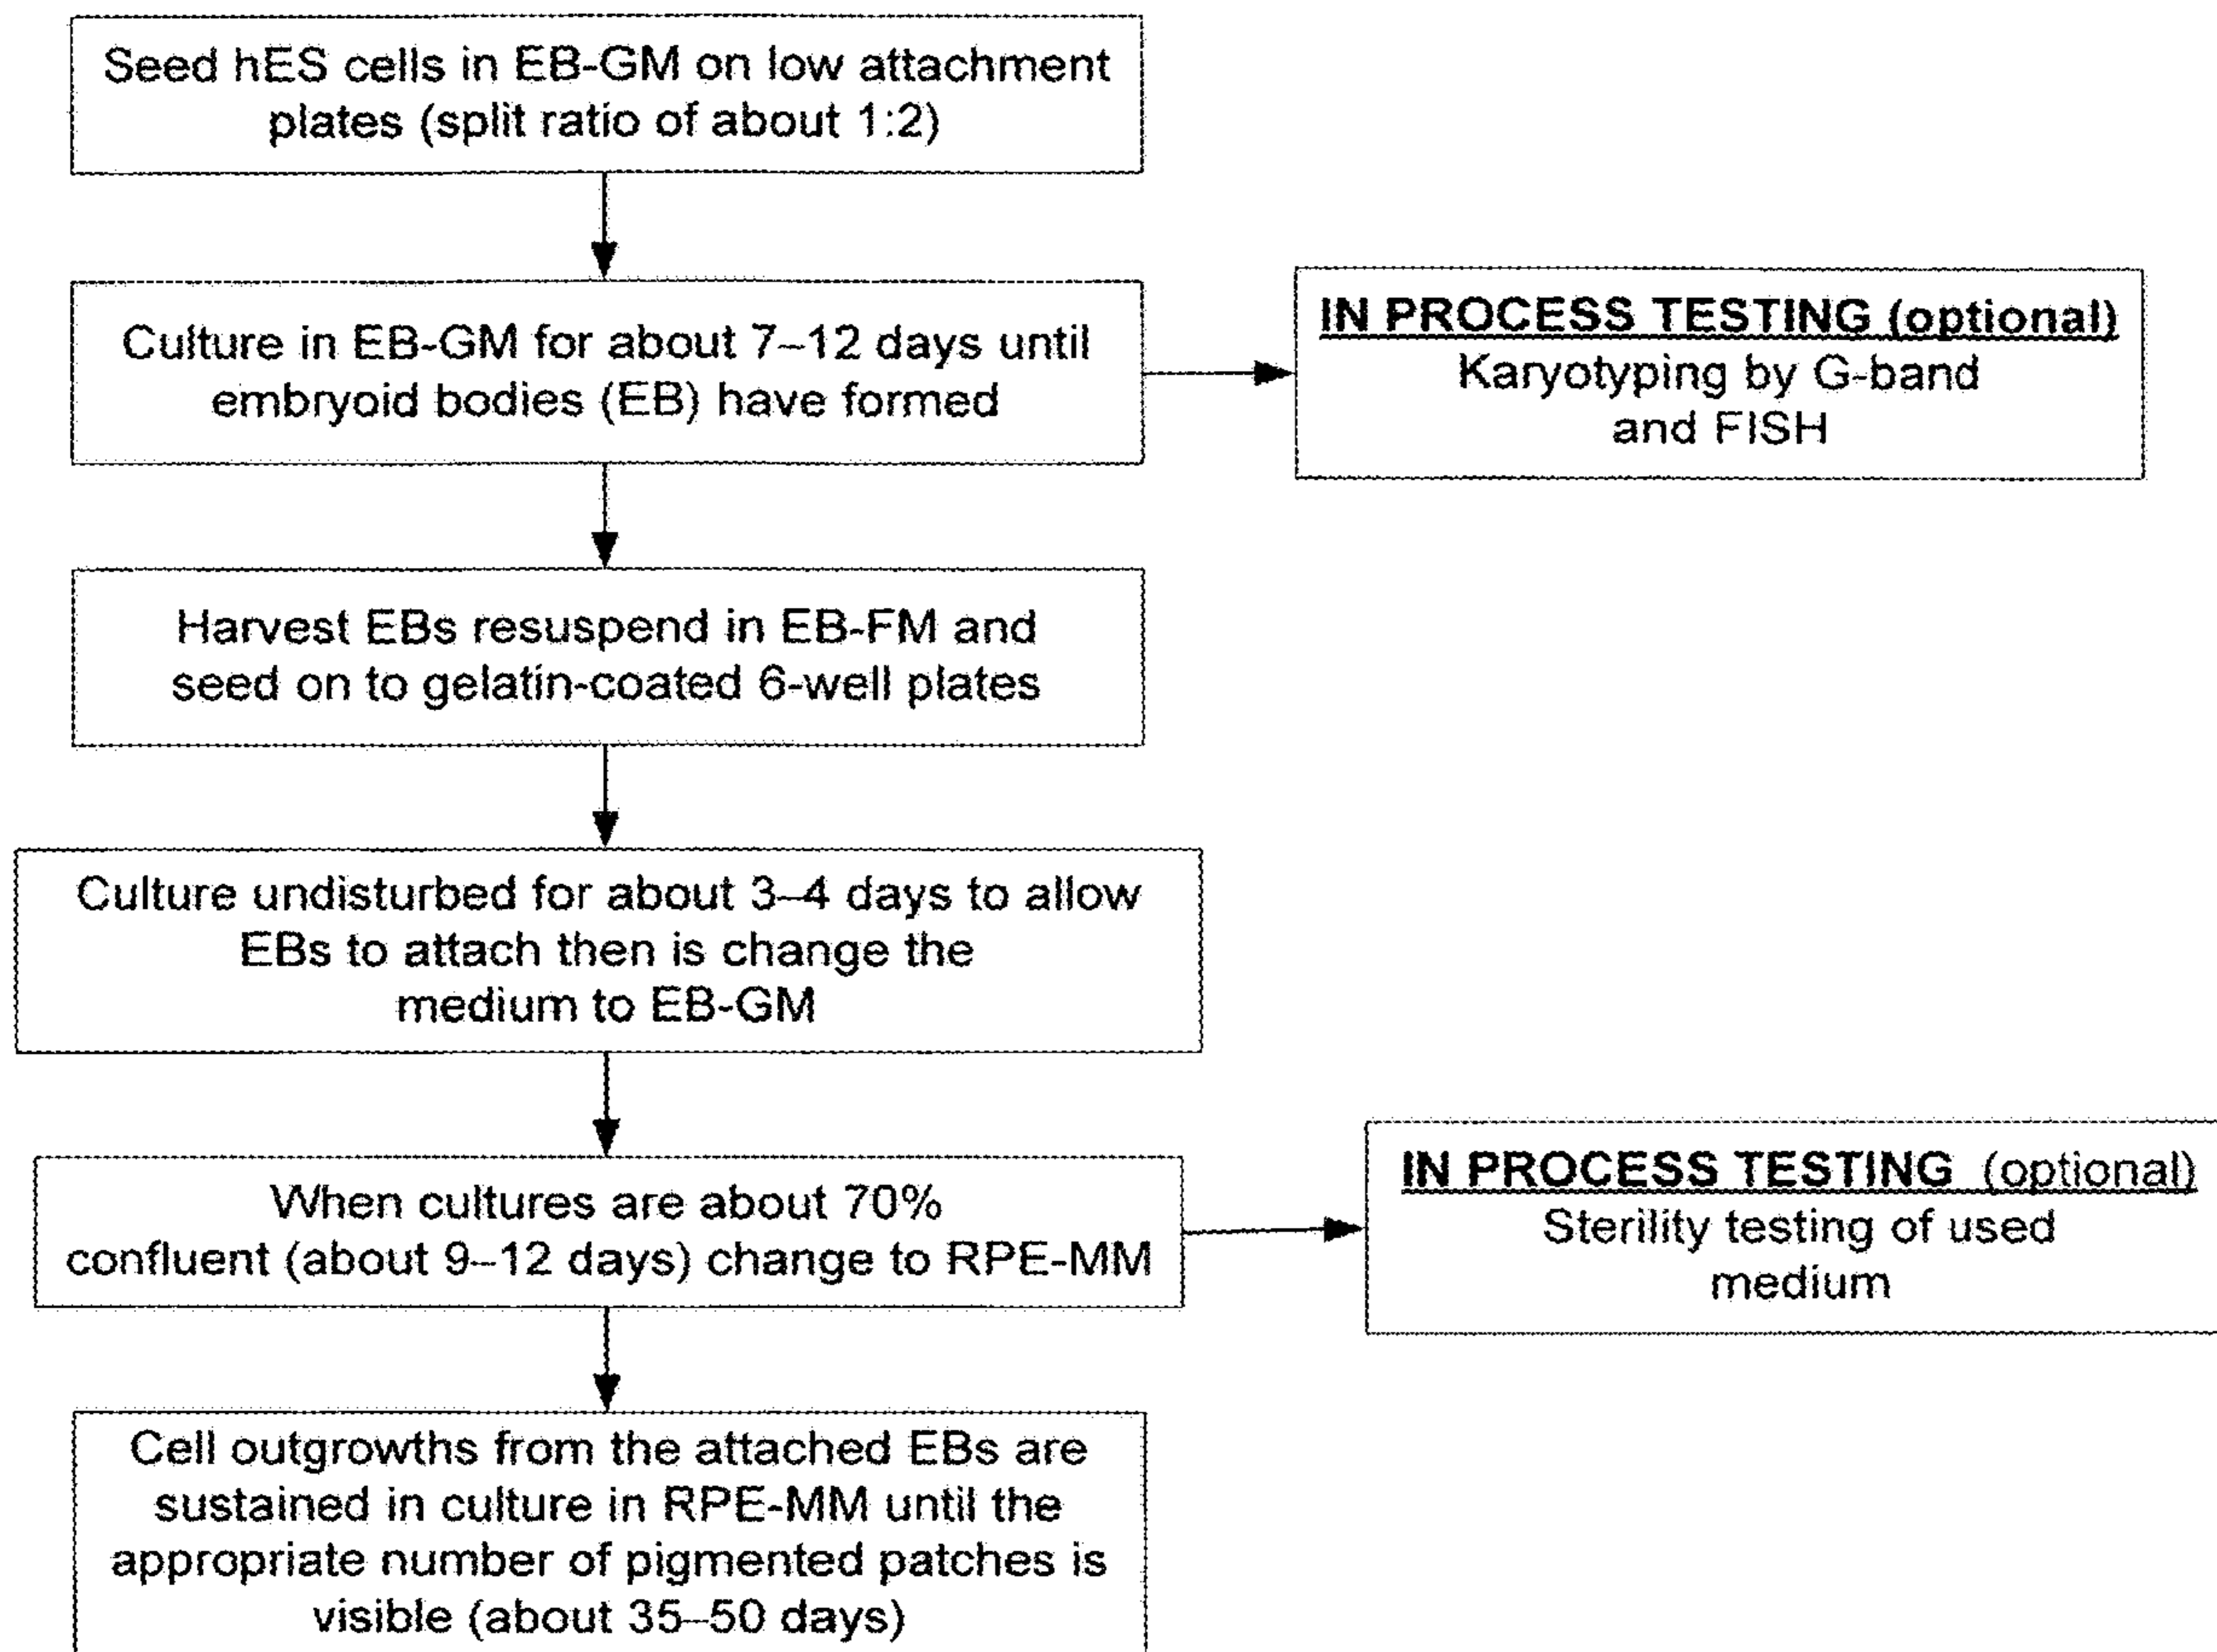 Seed hES cells in EB-GM on low attachment
plates (split ratio of about 1:2)
Culture in EB-GM for about 7–12 days until
embryoid bodies (EB) have formed
IN PROCESS TESTING (optional)
Karyotyping by G-band
and FISH
Harvest EBs resuspend in EB-FM and
seed on to gelatin-coated 6-well plates
Culture undisturbed for about 3–4 days to allow
EBs to attach then is change the
medium to EB-GM
When cultures are about 70%
confluent (about 9–12 days) change to RPE-MM
IN PROCESS TESTING (optional)
Sterility testing of used
medium
Cell outgrowths from the attached EBs are
sustained in culture in RPE-MM until the
appropriate number of pigmented patches is
visible (about 35–50 days)